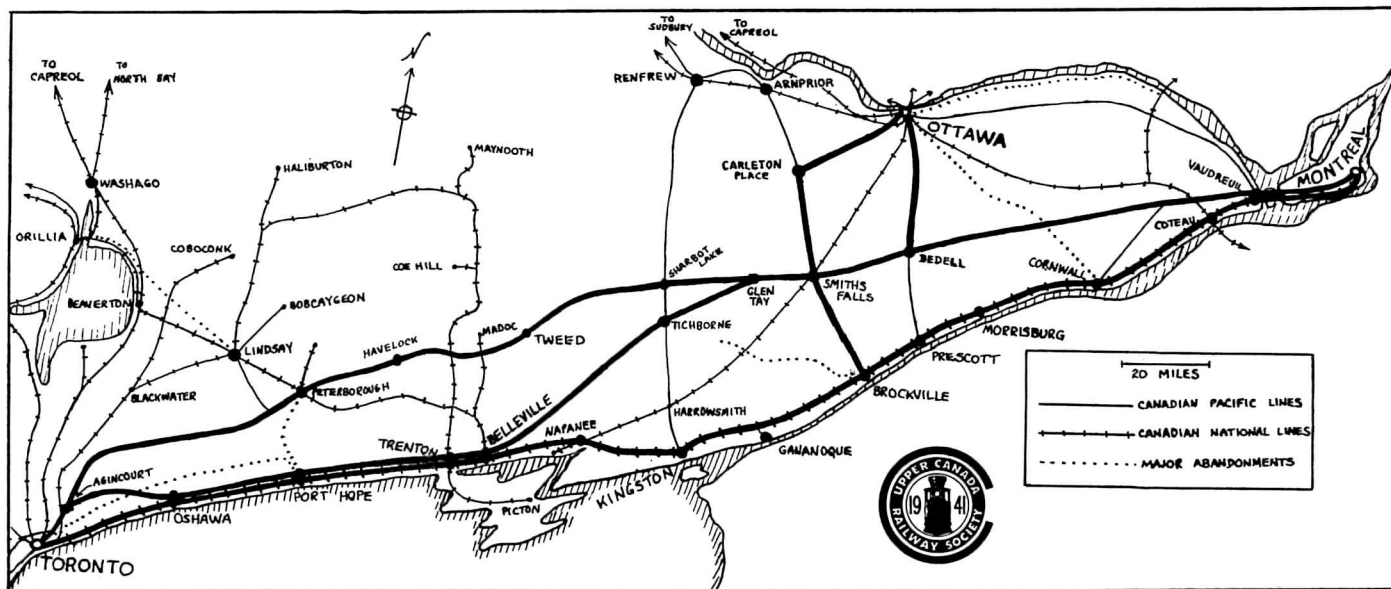 TO
SUDBURY
TO
CAPREOL
TO
CAPREOL
TO
NORTH BAY
N
RENFREW
ARNPRIOR
OTTAWA
MAYNOOTH
HALIBURTON
WASHAGO
CARLETON
PLACE
VAUDREUIL
MONTREAL
ORILLIA
COBOCONK
COE HILL
SHARBOT
LAKE
COTEAU
BEDELL
BEAVERTON
BOBCAYGEON
GLEN
TAY
SMITHS
FALLS
CORNWALL
LINDSAY
HAVELOCK
MADOC
TWEED
TICHBORNE
MORRISBURG
PRESCOTT
BLACKWATER
PETERBOROUGH
BROCKVILLE
BELLEVILLE
HARROWSMITH
NAPANEE
TRENTON
GANANOQUE
AGINCOURT
KINGSTON
PORT HOPE
PICTON
OSHAWA
TORONTO
20 MILES
CANADIAN PACIFIC LINES
CANADIAN NATIONAL LINES
MAJOR ABANDONMENTS
UPPER CANADA
19 41
RAILWAY SOCIETY